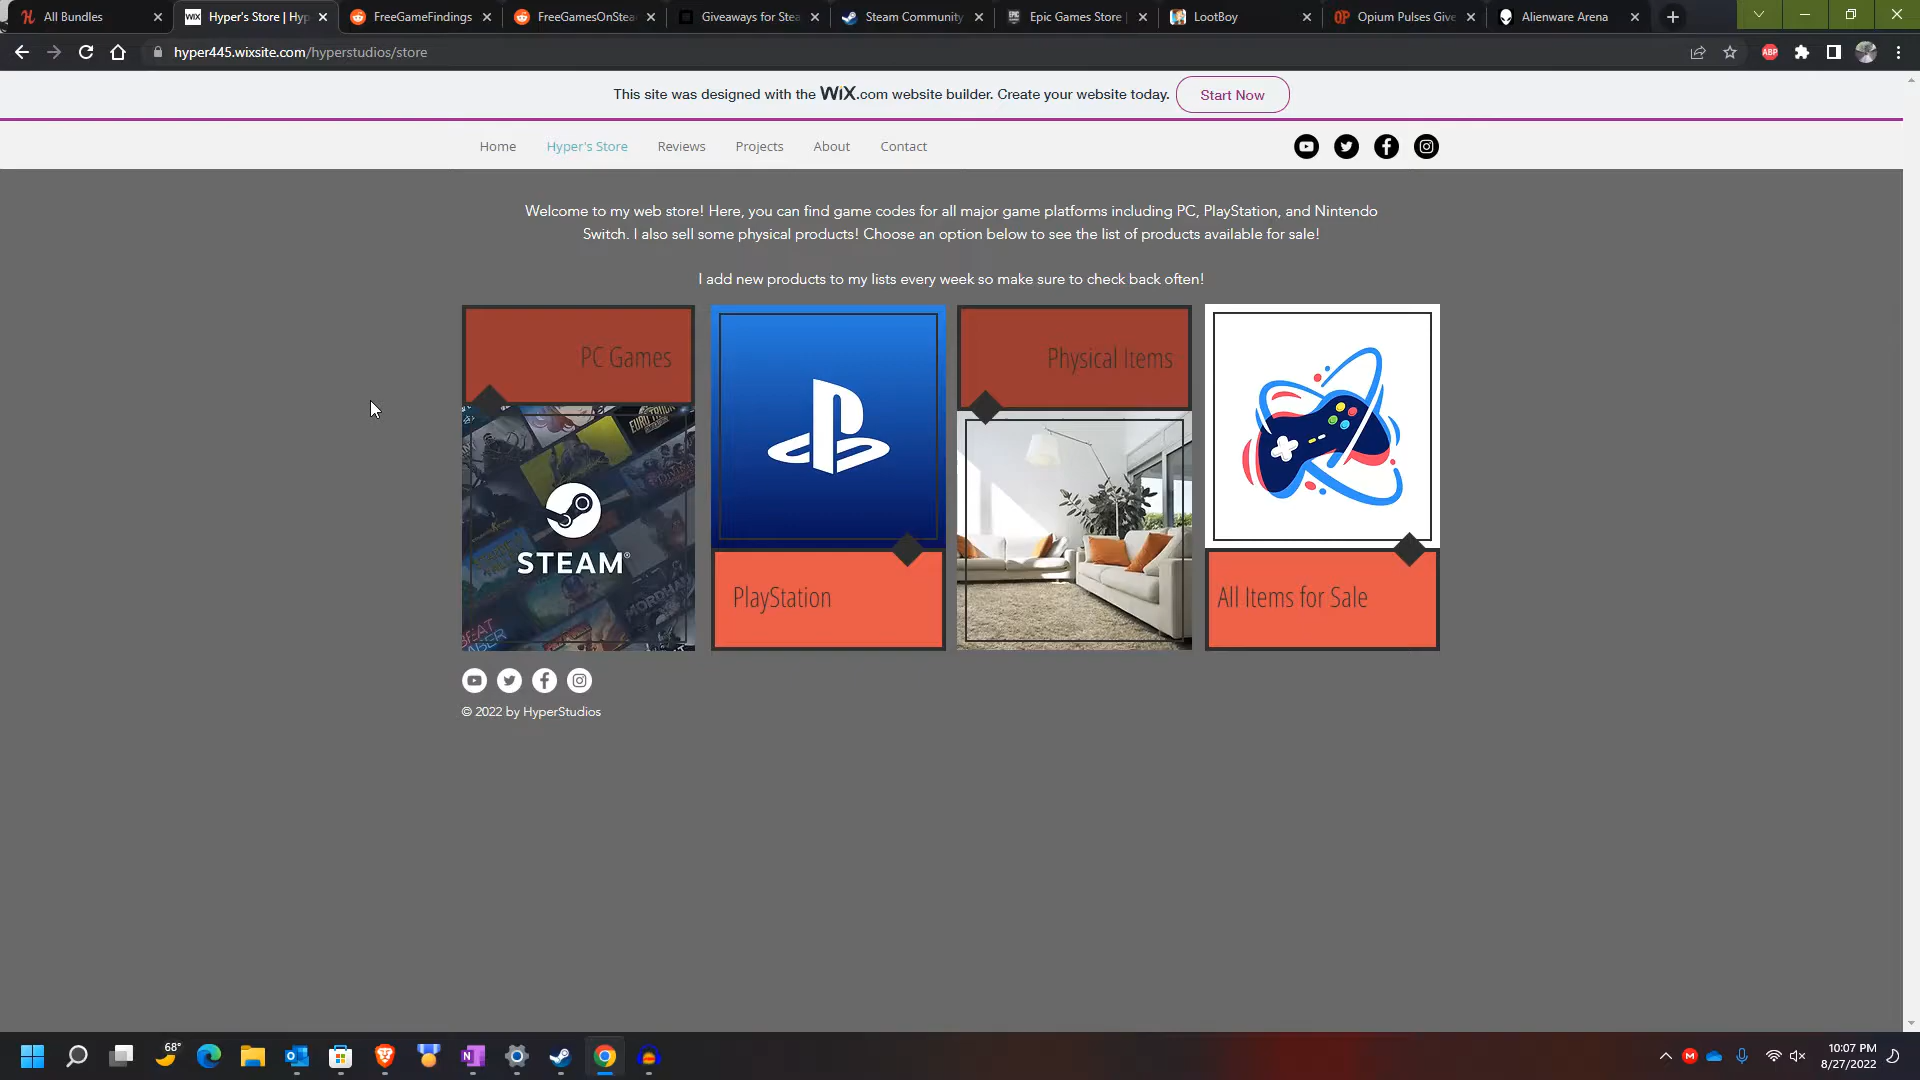 All Bundles
Hyper's Store | Hyp
FreeGameFindings
FreeGamesOnStea
Giveaways for Stea
Steam Community
Epic Games Store |
LootBoy
Opium Pulses Give
Alienware Arena
hyper445.wixsite.com/hyperstudios/store
ABP
This site was designed with the WiX.com website builder. Create your website today.
Start Now
Home
Hyper's Store
Reviews
Projects
About
Contact
Welcome to my web store! Here, you can find game codes for all major game platforms including PC, PlayStation, and Nintendo
Switch. I also sell some physical products! Choose an option below to see the list of products available for sale!
I add new products to my lists every week so make sure to check back often!
PC Games
Physical Items
EURO TRUCK
STEAM®
MORDHAU
BEAT
SABER
PlayStation
All Items for Sale
© 2022 by HyperStudios
68°
10:07 PM
8/27/2022